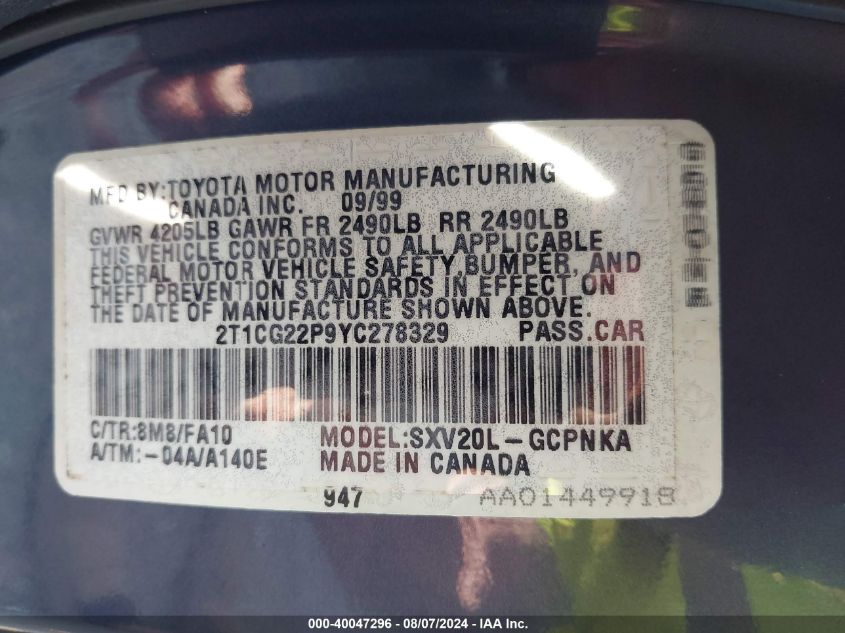 MFD BY:TOYOTA MOTOR MANUFACTURING
CANADA INC. 09/99
GVWR 4205LB GAWR FR 2490LB RR 2490LB
THIS VEHICLE CONFORMS TO ALL APPLICABLE
FEDERAL MOTOR VEHICLE SAFETY,BUMPER, AND
THEFT PREVENTION STANDARDS IN EFFECT ON
THE DATE OF MANUFACTURE SHOWN ABOVE.
2T1CG22P9YC278329 PASS.CAR
C/TR:8M8/FA10 MODEL:SXV20L-GCPNKA
A/TM:-04A/A140E MADE IN CANADA
947 AA01449918
000-40047296 - 08/07/2024 - IAA Inc.